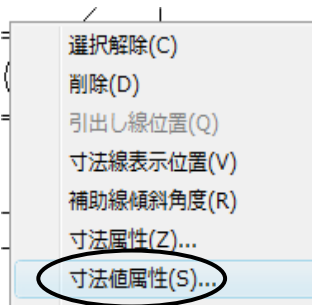 選択解除(C)
削除(D)
引出し線位置(Q)
寸法線表示位置(V)
補助線傾斜角度(R)
寸法属性(Z)...
寸法値属性(S)...